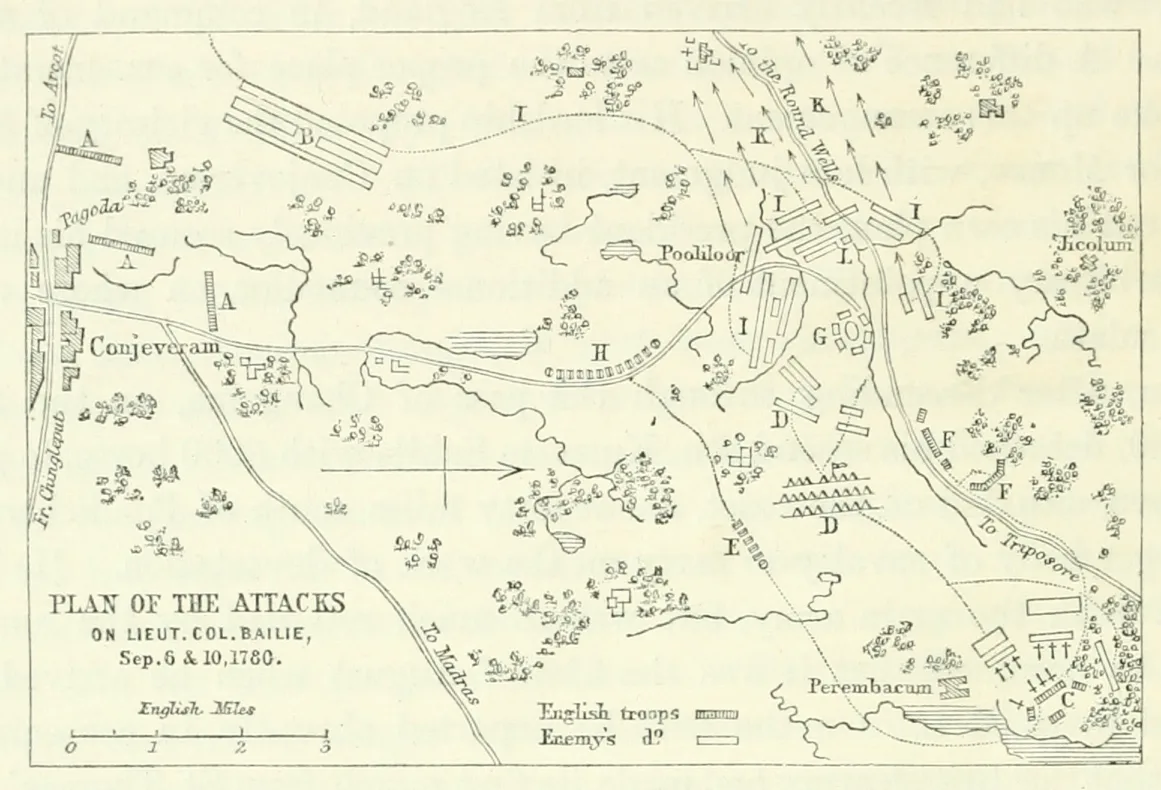 To Arcot
A
B
I
K
To the Round Wells
K
Pagoda
A
I
I
Pooliloor
L
Jicolum
A
I
I
G
Conjeveram
H
D
F
F
Fr. Chingleput
E
D
To Traposore
PLAN OF THE ATTACKS
ON LIEUT. COL. BAILIE,
Sep. 6 & 10, 1780.
To Madras
Perembacum
C
English Miles
0 1 2 3
English troops
Enemy's dº